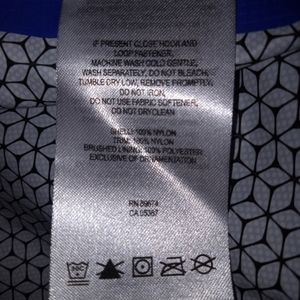 IF PRESENT CLOSE HOOK AND
LOOP FASTENER.
MACHINE WASH COLD GENTLE,
WASH SEPARATELY, DO NOT BLEACH,
TUMBLE DRY LOW, REMOVE PROMPTLY,
DO NOT IRON,
DO NOT USE FABRIC SOFTENER,
DO NOT DRYCLEAN
SHELL: 100% NYLON
TRIM: 100% NYLON
BRUSHED LINING: 100% POLYESTER
EXCLUSIVE OF ORNAMENTATION
RN 89674
CA 05367